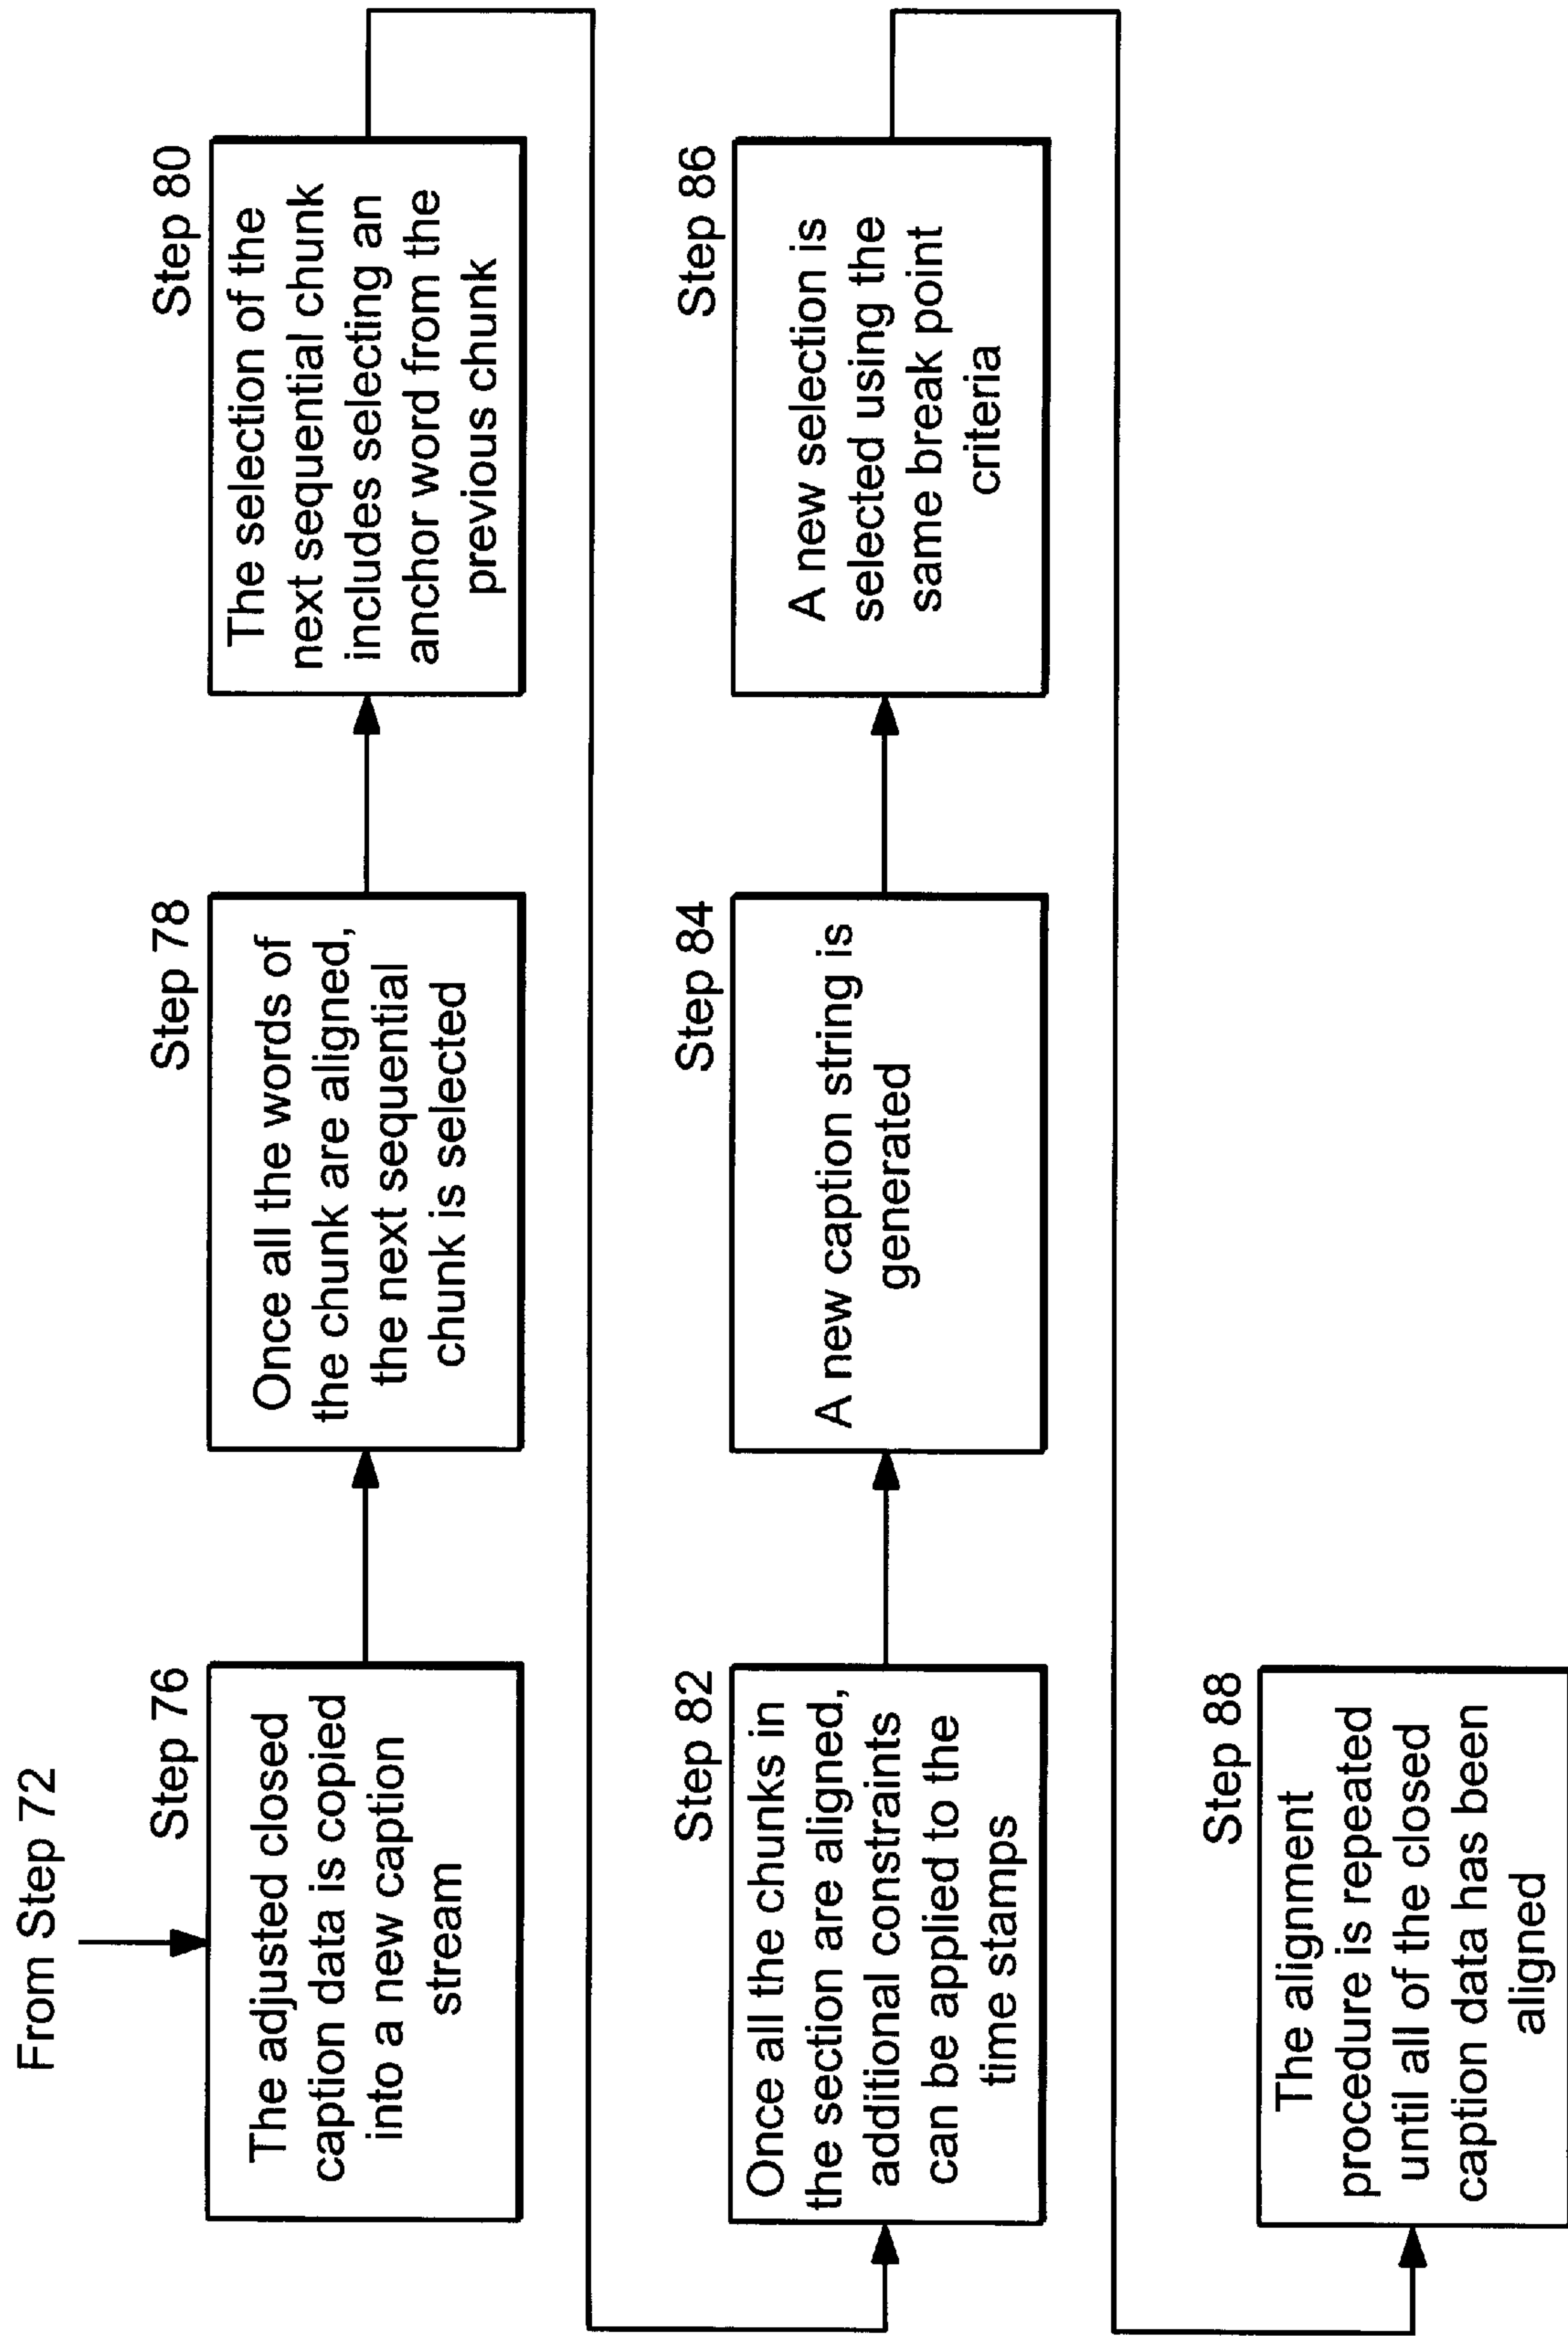 From Step 72
Step 76
The adjusted closed
caption data is copied
into a new caption
stream
Step 78
Once all the words of
the chunk are aligned,
the next sequential
chunk is selected
Step 80
The selection of the
next sequential chunk
includes selecting an
anchor word from the
previous chunk
Step 82
Once all the chunks in
the section are aligned,
additional constraints
can be applied to the
time stamps
Step 84
A new caption string is
generated
Step 86
A new selection is
selected using the
same break point
criteria
Step 88
The alignment
procedure is repeated
until all of the closed
caption data has been
aligned